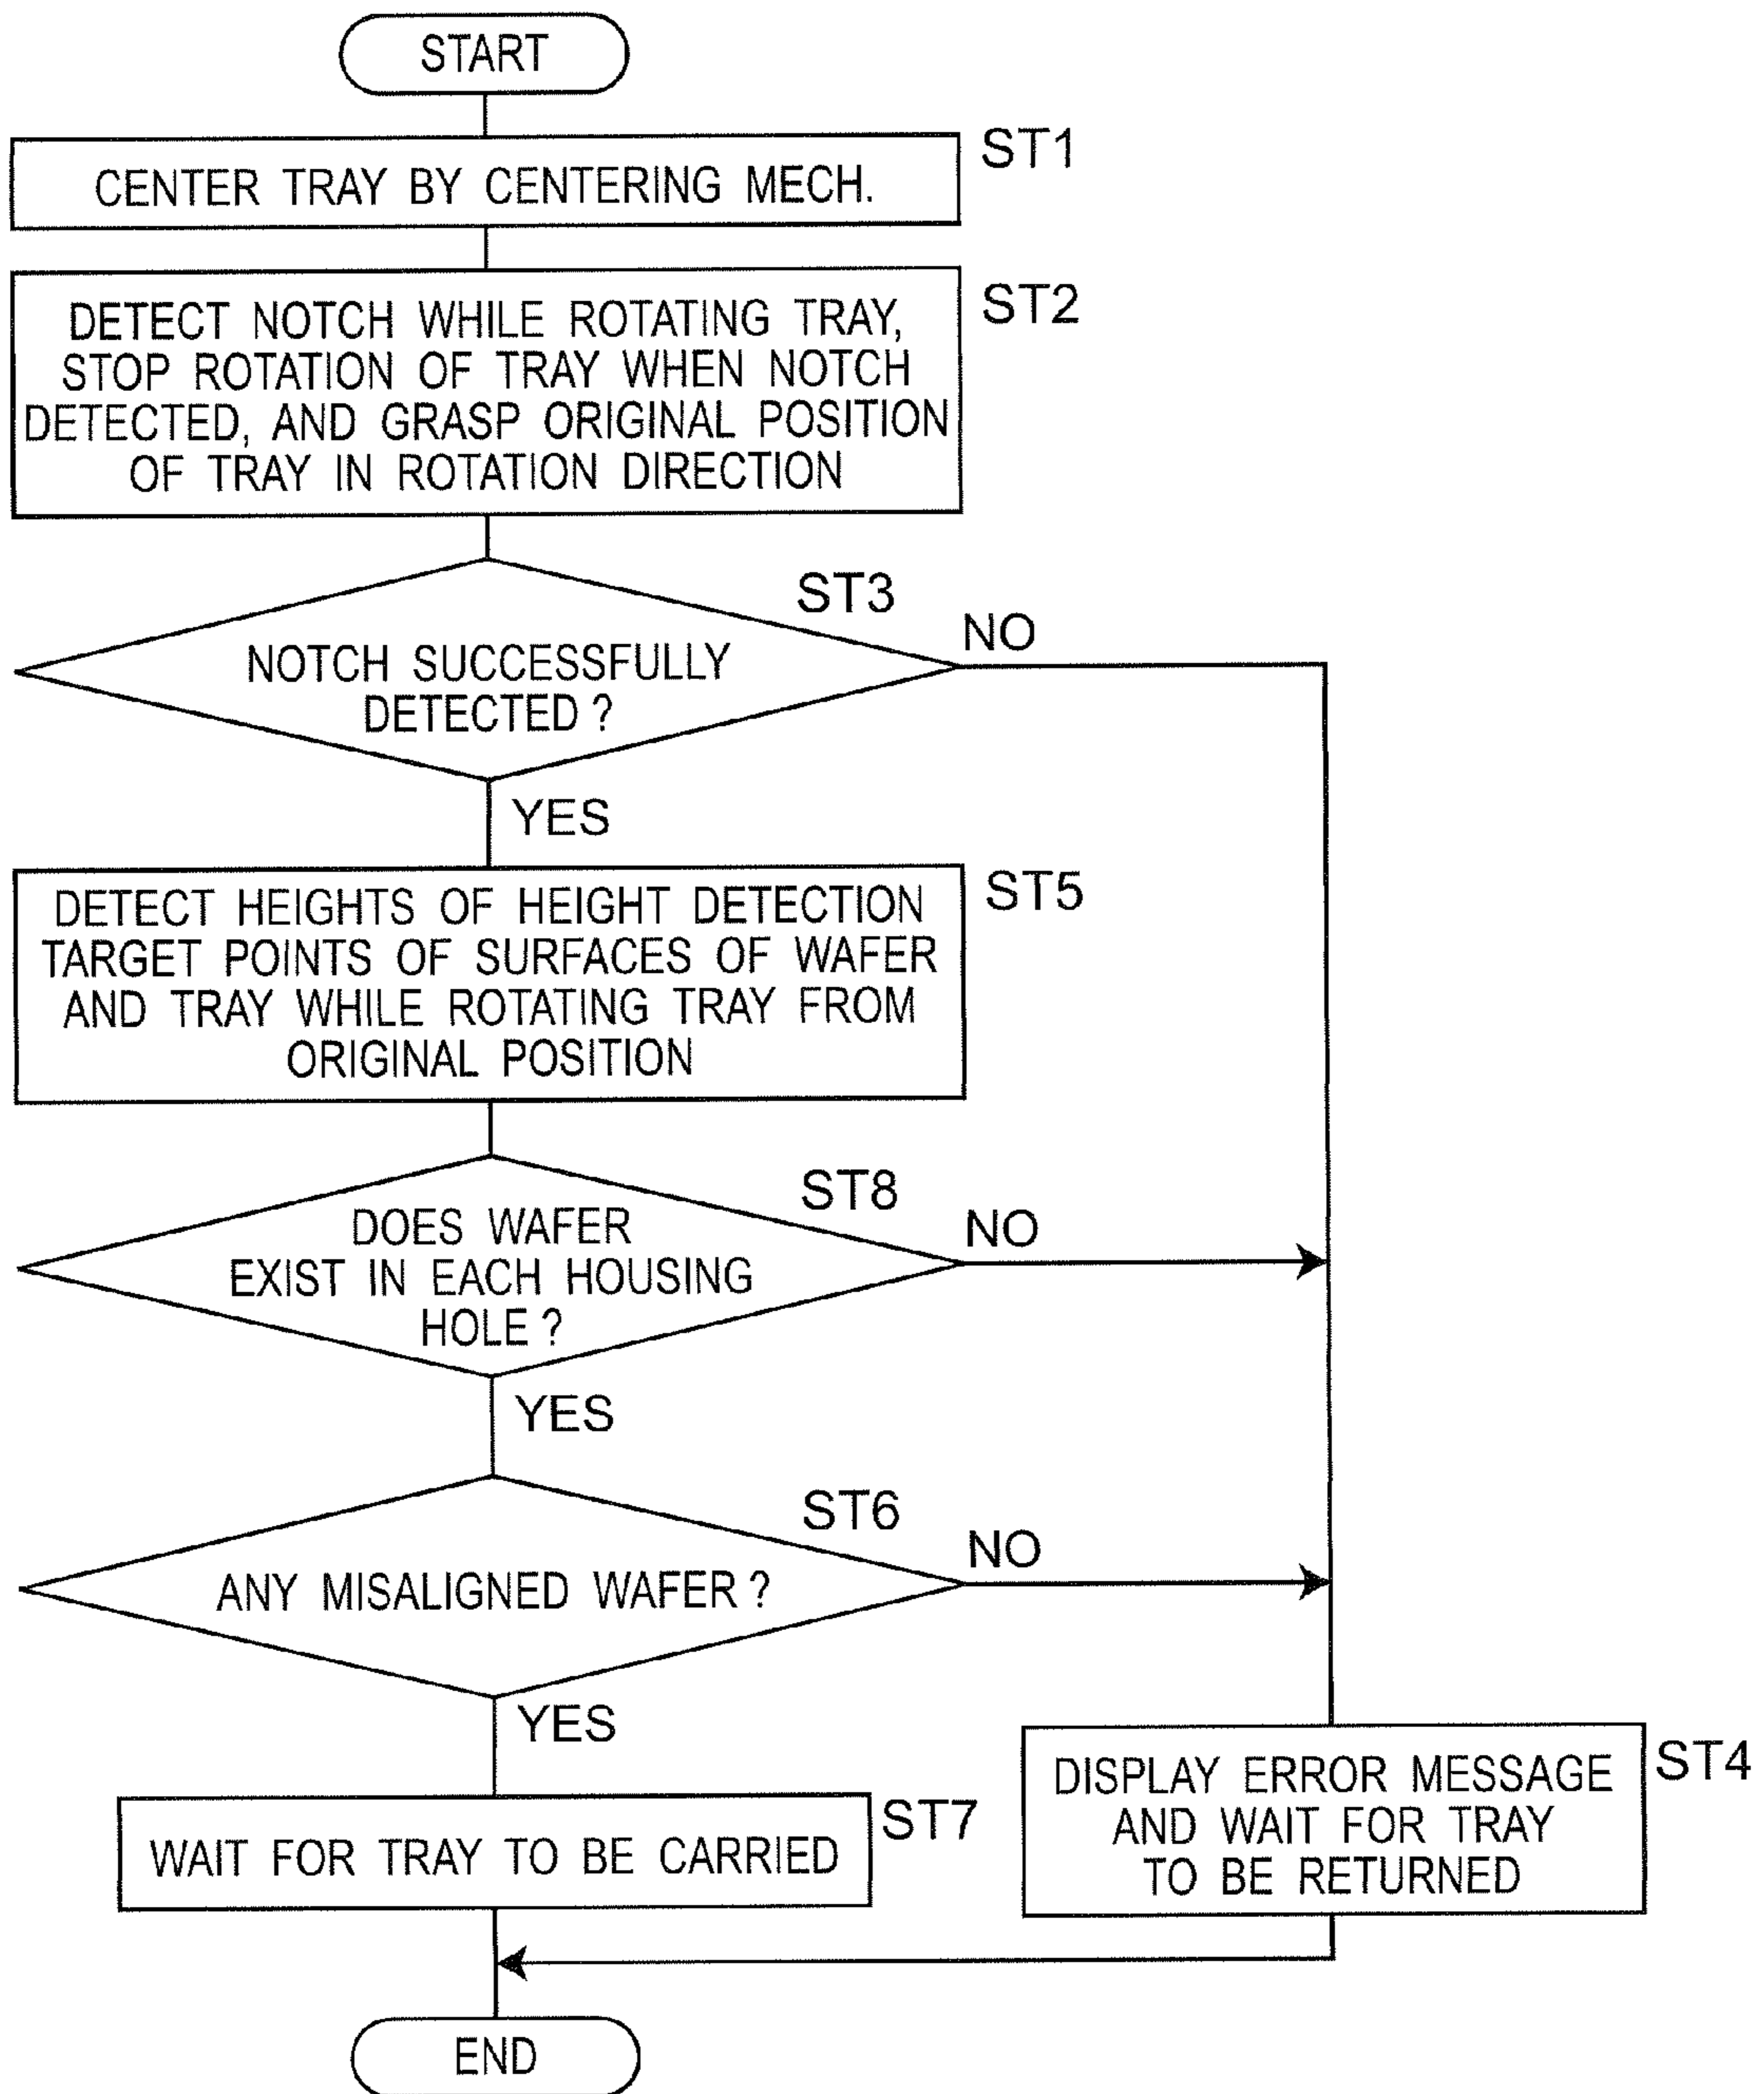 START
ST1
CENTER TRAY BY CENTERING MECH.
ST2
DETECT NOTCH WHILE ROTATING TRAY,
STOP ROTATION OF TRAY WHEN NOTCH
DETECTED, AND GRASP ORIGINAL POSITION
OF TRAY IN ROTATION DIRECTION
ST3
NO
NOTCH SUCCESSFULLY
DETECTED ?
YES
ST5
DETECT HEIGHTS OF HEIGHT DETECTION
TARGET POINTS OF SURFACES OF WAFER
AND TRAY WHILE ROTATING TRAY FROM
ORIGINAL POSITION
ST8
NO
DOES WAFER
EXIST IN EACH HOUSING
HOLE ?
YES
ST6
NO
ANY MISALIGNED WAFER ?
YES
ST7
WAIT FOR TRAY TO BE CARRIED
ST4
DISPLAY ERROR MESSAGE
AND WAIT FOR TRAY
TO BE RETURNED
END